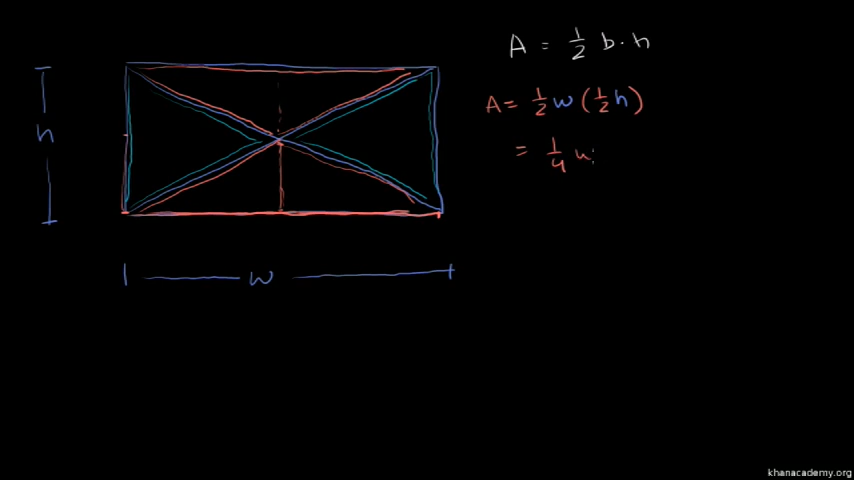 A = 1/2 b · h
h
A = 1/2 w (1/2 h)
= 1/4 w
w
khanacademy.org